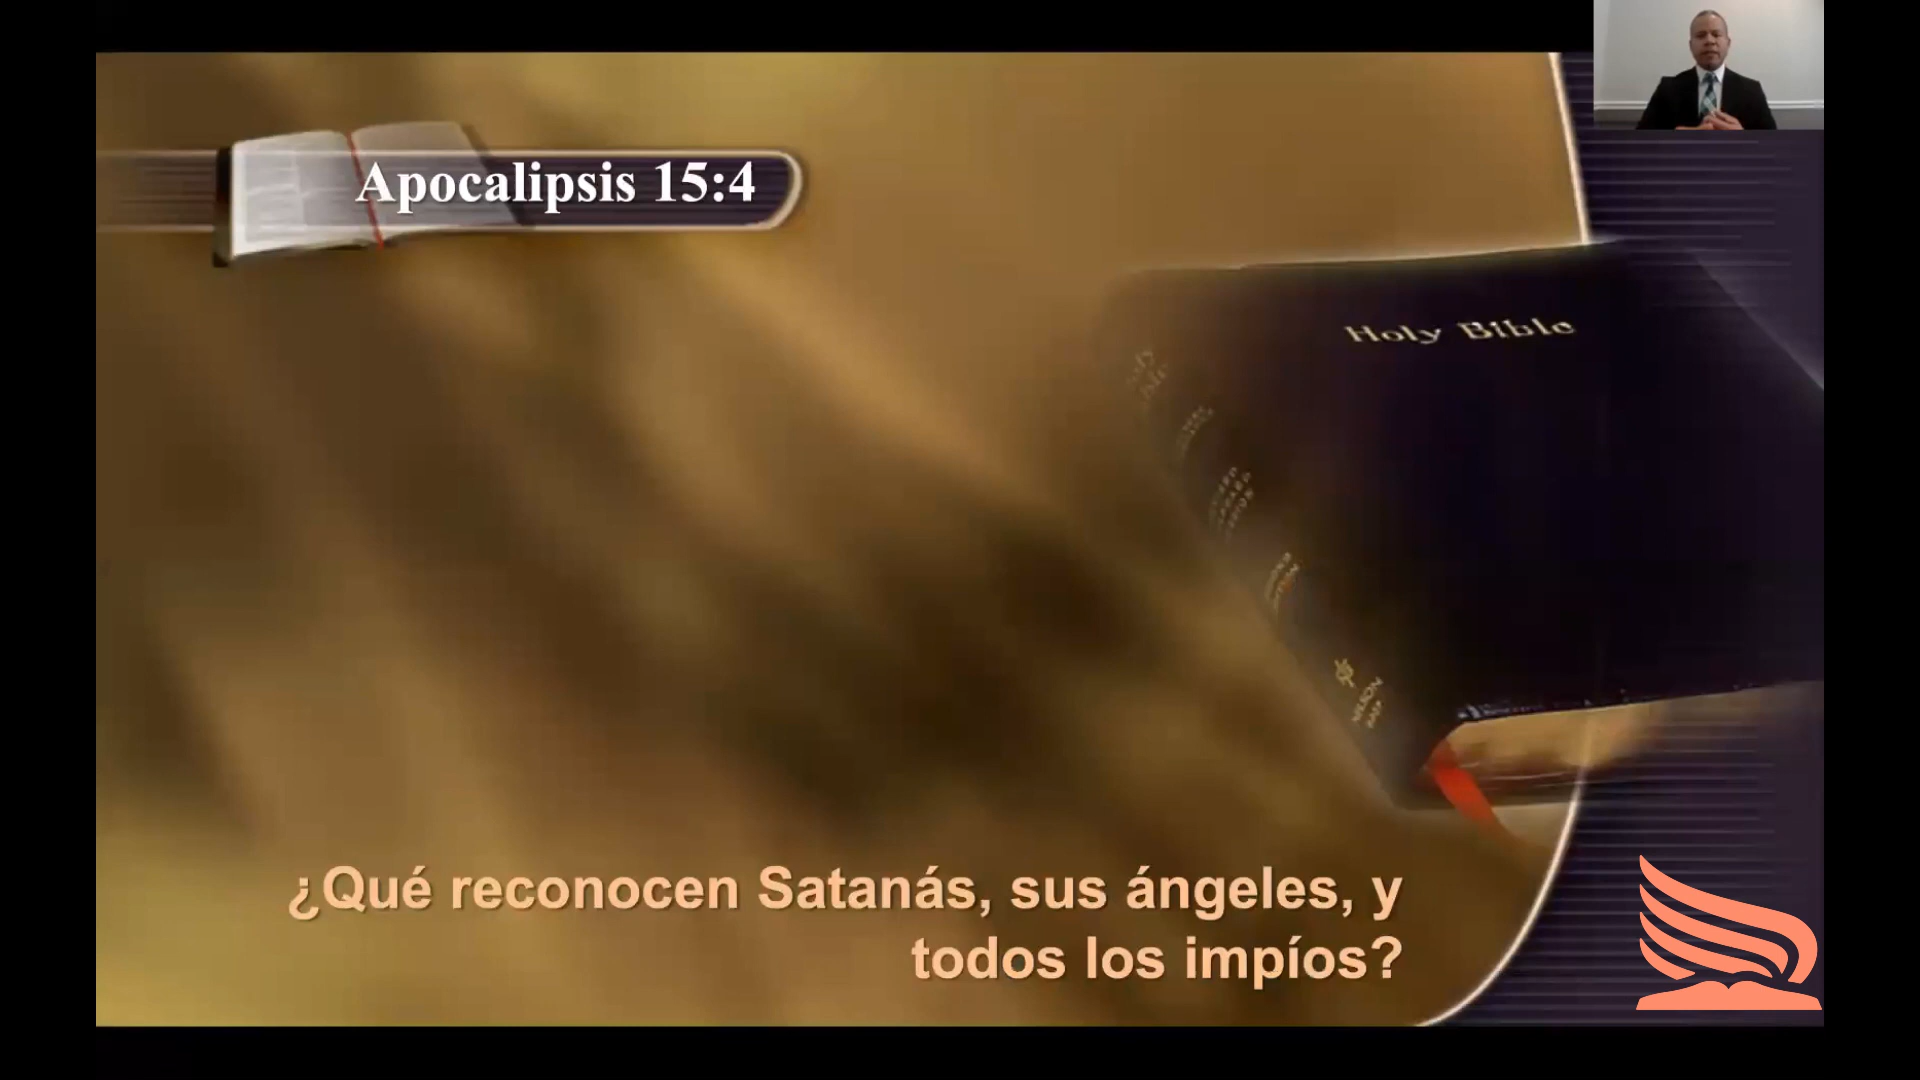 Apocalipsis 15:4
Holy Bible
¿Qué reconocen Satanás, sus ángeles, y
todos los impíos?